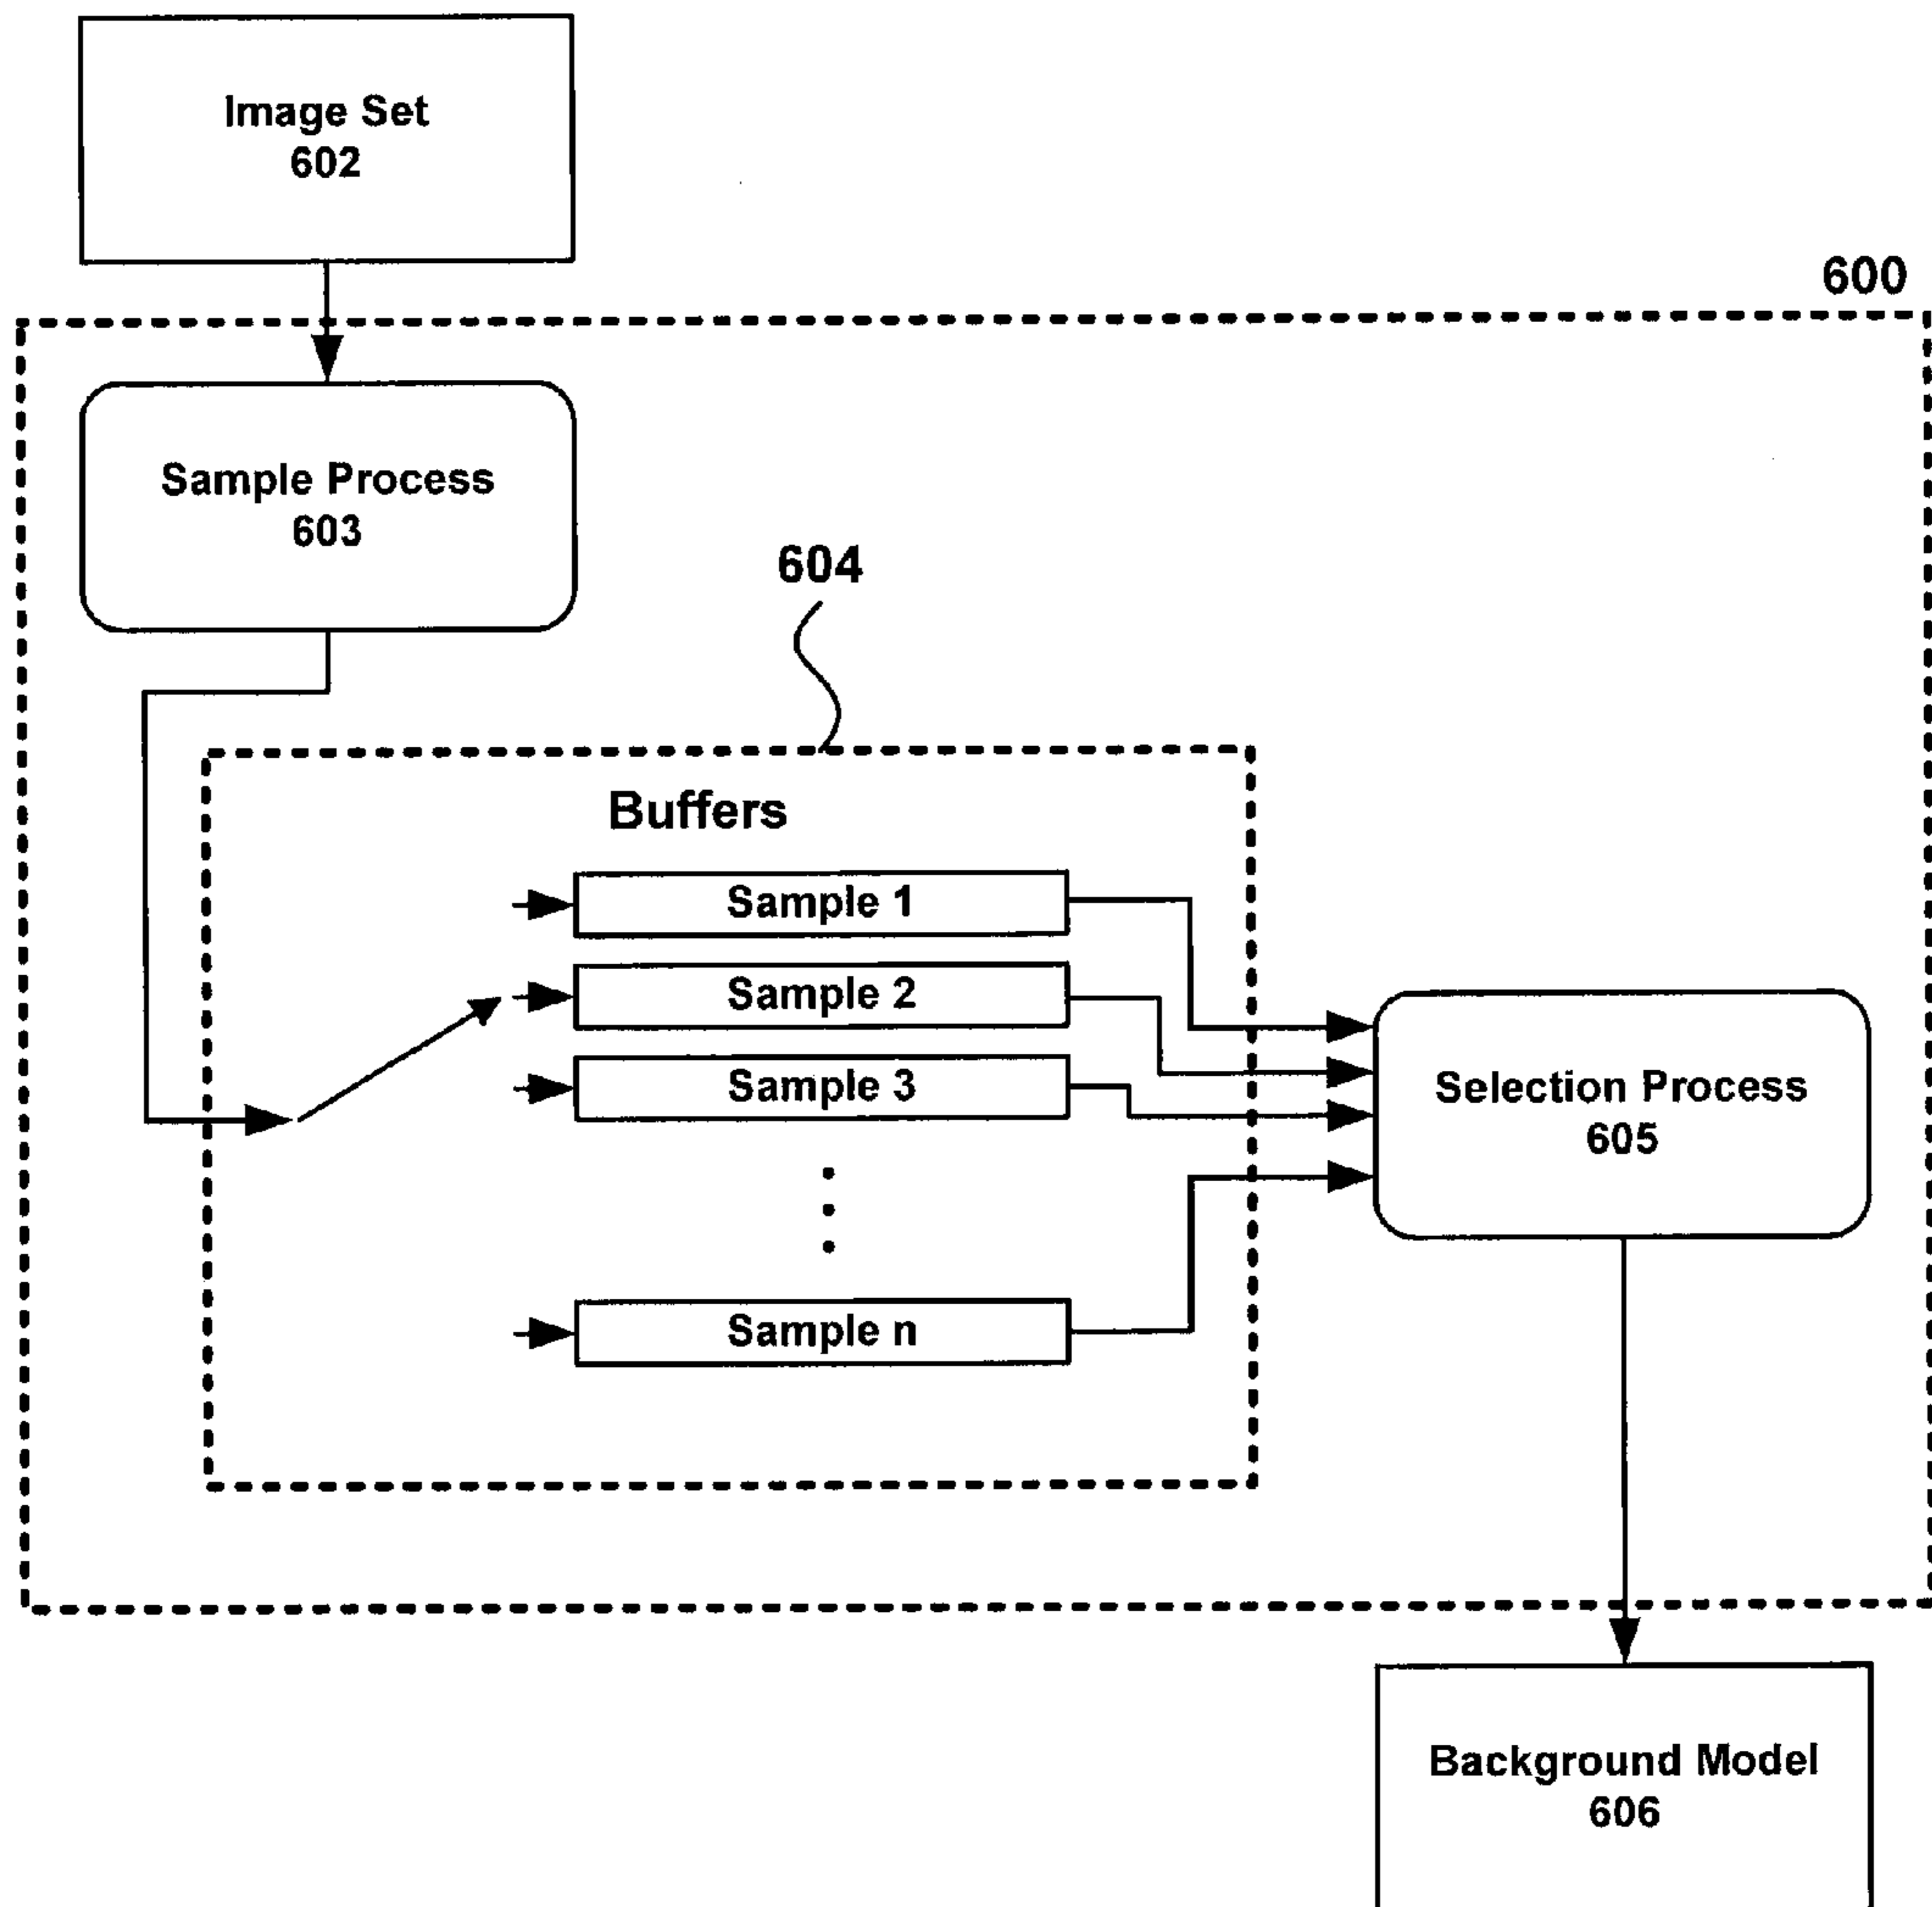 Image Set
602
600
Sample Process
603
604
Buffers
Sample 1
Sample 2
Sample 3
Selection Process
605
Sample n
Background Model
606